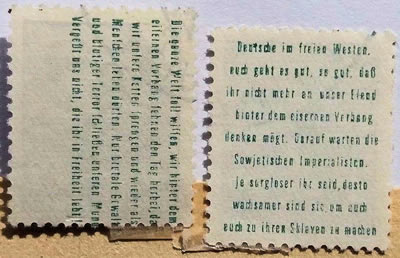 Die ganze Welt soll wissen, wir hinter dem
eisernen Vorhang sehnen den Tag herbei, da
wir unsere Ketten sprengen und wieder als
Menschen leben dürfen. Nur brutale Gewalt
und blutiger Terror schließen unseren Mund
Vergeßt uns nicht, die ihr in Freiheit lebt!
Deutsche im freien Westen,
euch geht es gut, so gut, daß
ihr nicht mehr an unser Elend
hinter dem eisernen Vorhang
denken mögt. Darauf warten die
Sowjetischen Imperialisten.
Je sorgloser ihr seid, desto
wachsamer sind sie um auch
euch zu ihren Sklaven zu machen